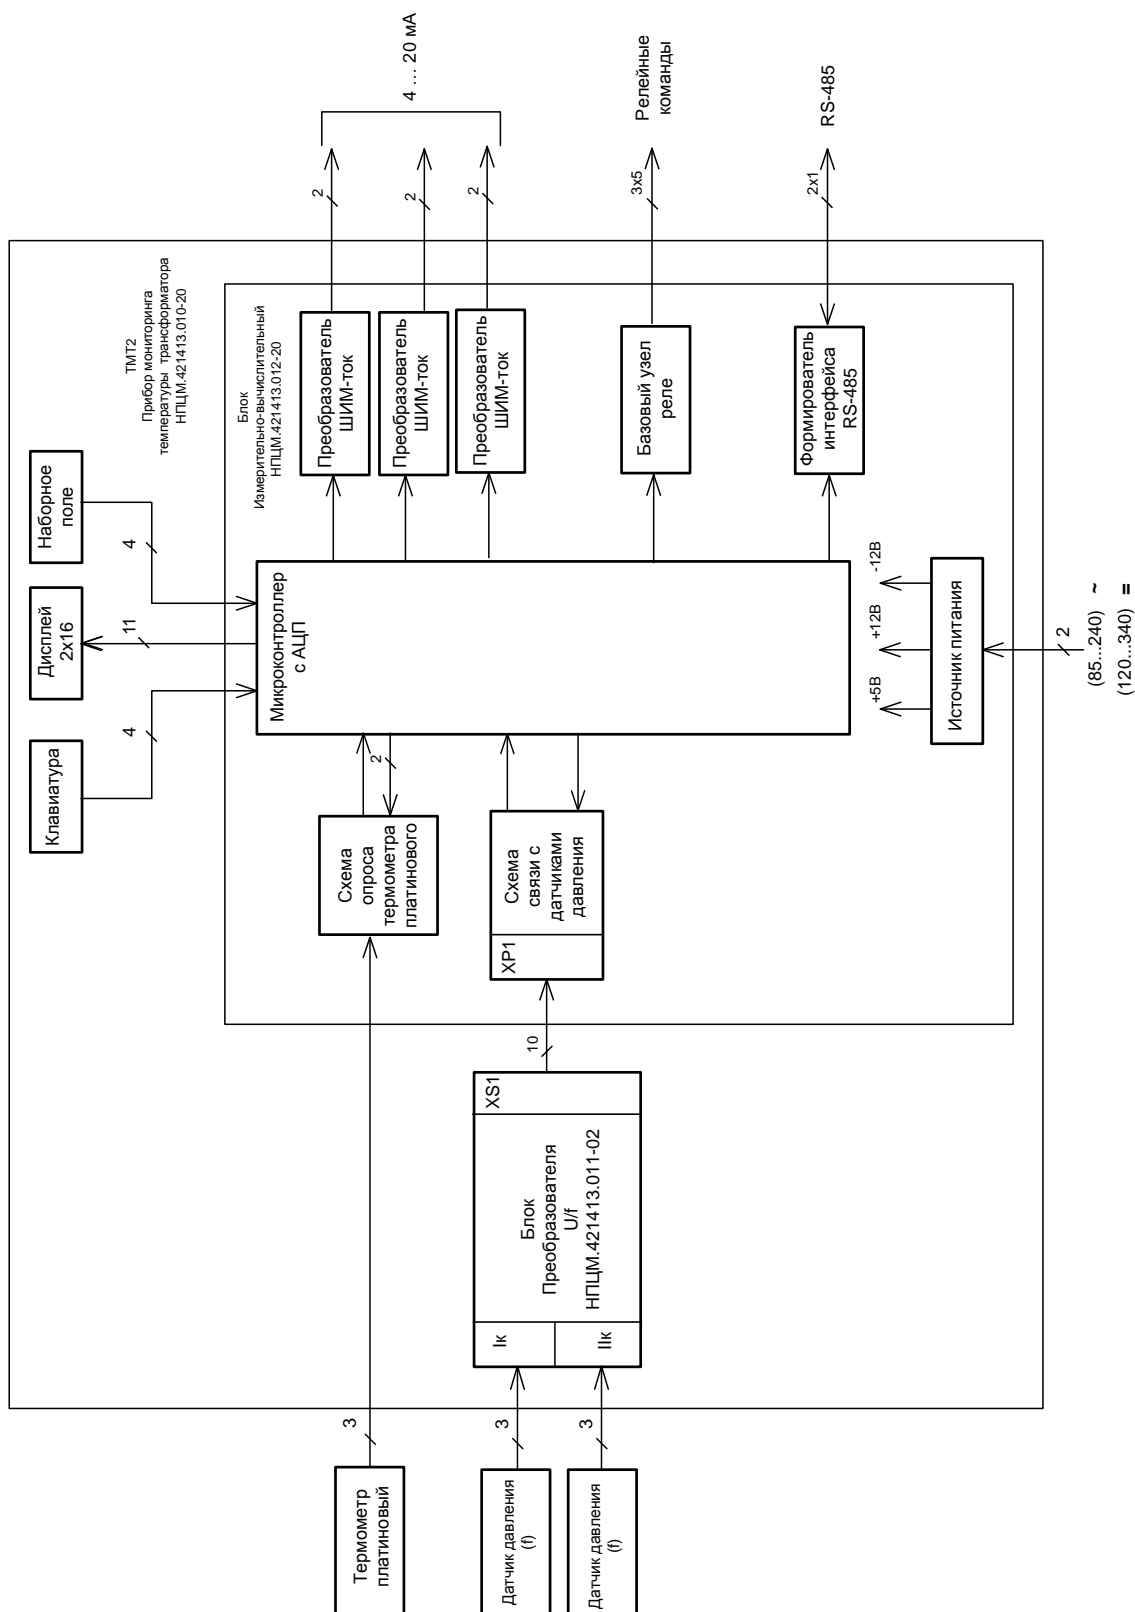 Термометр
платиновый
3
Датчик давления
(f)
3
Датчик давления
(f)
3
Iк
IIк
Блок
Преобразователя
U/f
НПЦМ.421413.011-02
XS1
10
XP1
Схема
связи с
датчиками
давления
Схема
опроса
термометра
платинового
2
Клавиатура
4
Дисплей
2x16
11
Наборное
поле
4
ТМТ2
Прибор мониторинга
температуры трансформатора
НПЦМ.421413.010-20
Блок
Измерительно-вычислительный
НПЦМ.421413.012-20
Микроконтроллер
с АЦП
Преобразователь
ШИМ-ток
2
Преобразователь
ШИМ-ток
2
Преобразователь
ШИМ-ток
2
4 ... 20 мА
Базовый узел
реле
3x5
Релейные
команды
Формирователь
интерфейса
RS-485
2x1
RS-485
+5В
+12В
-12В
Источник питания
2
(85...240) ~
(120...340) =